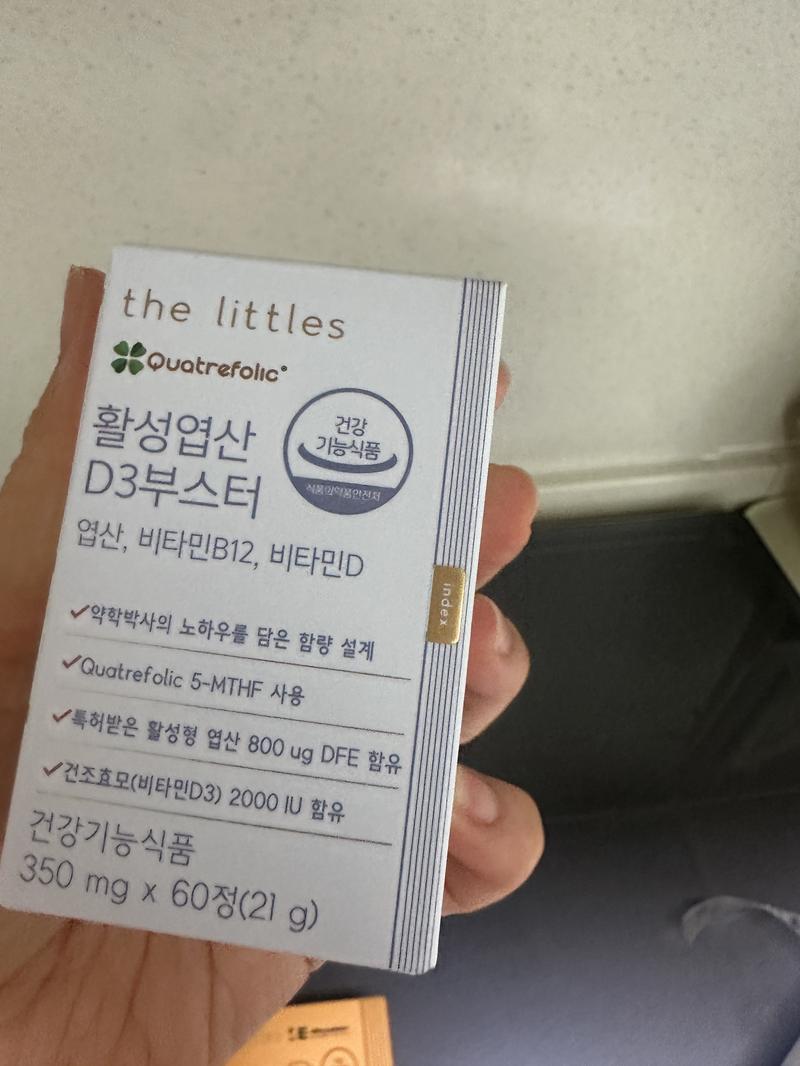 the littles
Quatrefolic
활성엽산
D3부스터
건강
기능식품
식품의약품안전처
엽산, 비타민B12, 비타민D
index
✓약학박사의 노하우를 담은 함량 설계
✓Quatrefolic 5-MTHF 사용
✓특허받은 활성형 엽산 800 ug DFE 함유
✓건조효모(비타민D3) 2000 IU 함유
건강기능식품
350 mg x 60정(21 g)